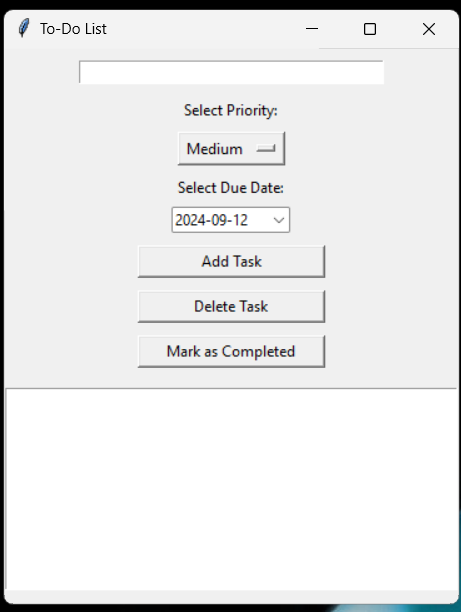 To-Do List
Select Priority:
Medium
Select Due Date:
2024-09-12
Add Task
Delete Task
Mark as Completed